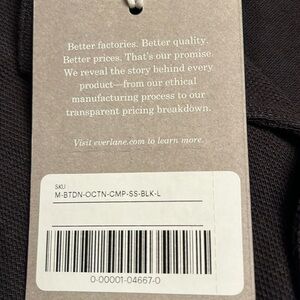 Better factories. Better quality.
Better prices. That's our promise.
We reveal the story behind every
product—from our ethical
manufacturing process to our
transparent pricing breakdown.
Visit everlane.com to learn more.
SKU
M-BTDN-OCTN-CMP-SS-BLK-L
0-00001-04667-0